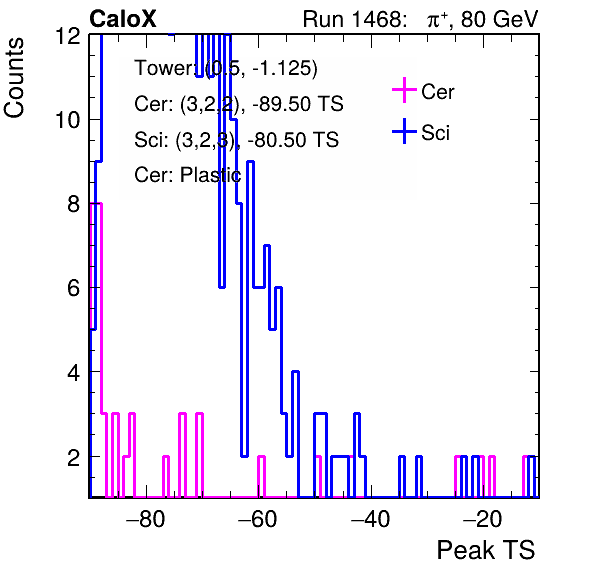 CaloX
Run 1468: π⁺, 80 GeV
Counts
12
10
8
6
4
2
Tower: (0.5, -1.125)
Cer: (3,2,2), -89.50 TS
Sci: (3,2,3), -80.50 TS
Cer: Plastic
Cer
Sci
−80
−60
−40
−20
Peak TS